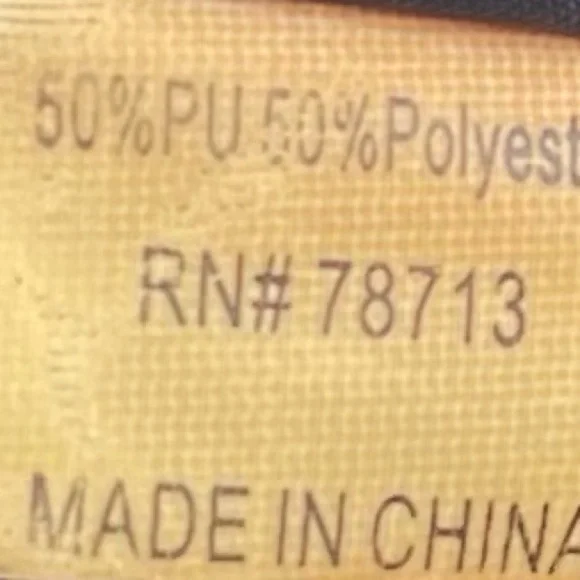 50%PU 50%Polyest
RN# 78713
MADE IN CHINA